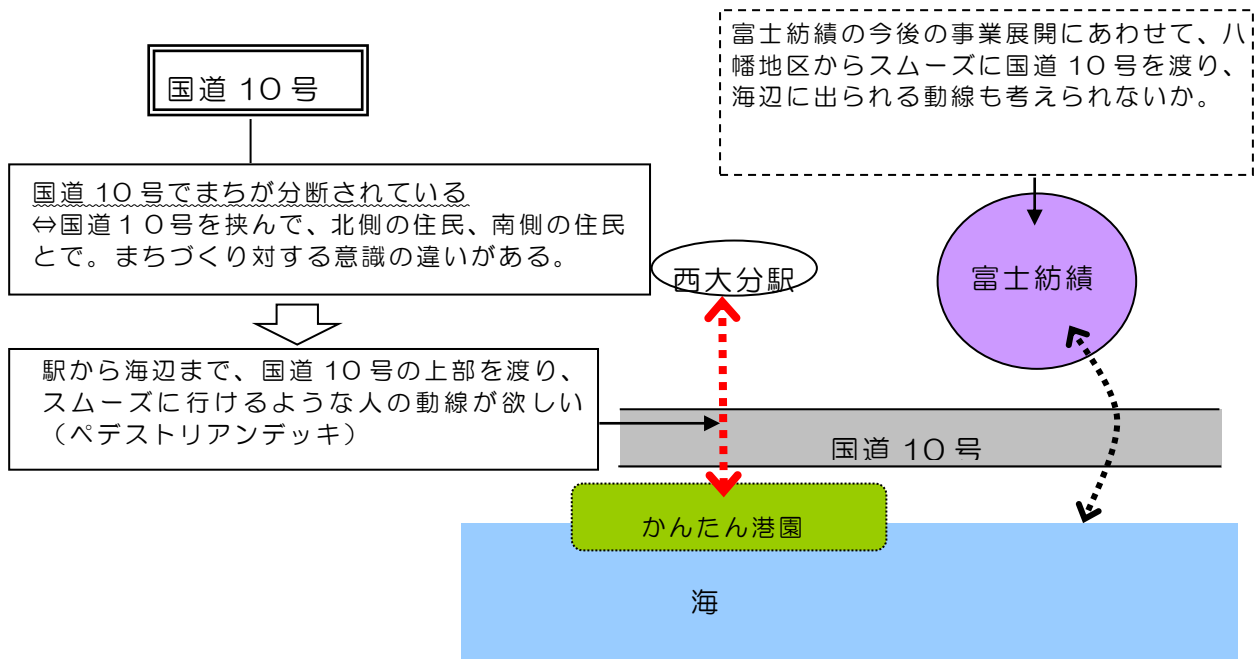 国道 10 号
国道 10 号でまちが分断されている
⇔国道１０号を挟んで、北側の住民、南側の住民
とで。まちづくり対する意識の違いがある。
駅から海辺まで、国道 10 号の上部を渡り、
スムーズに行けるような人の動線が欲しい
（ペデストリアンデッキ）
富士紡績の今後の事業展開にあわせて、八
幡地区からスムーズに国道 10 号を渡り、
海辺に出られる動線も考えられないか。
西大分駅
富士紡績
国道 10 号
かんたん港園
海